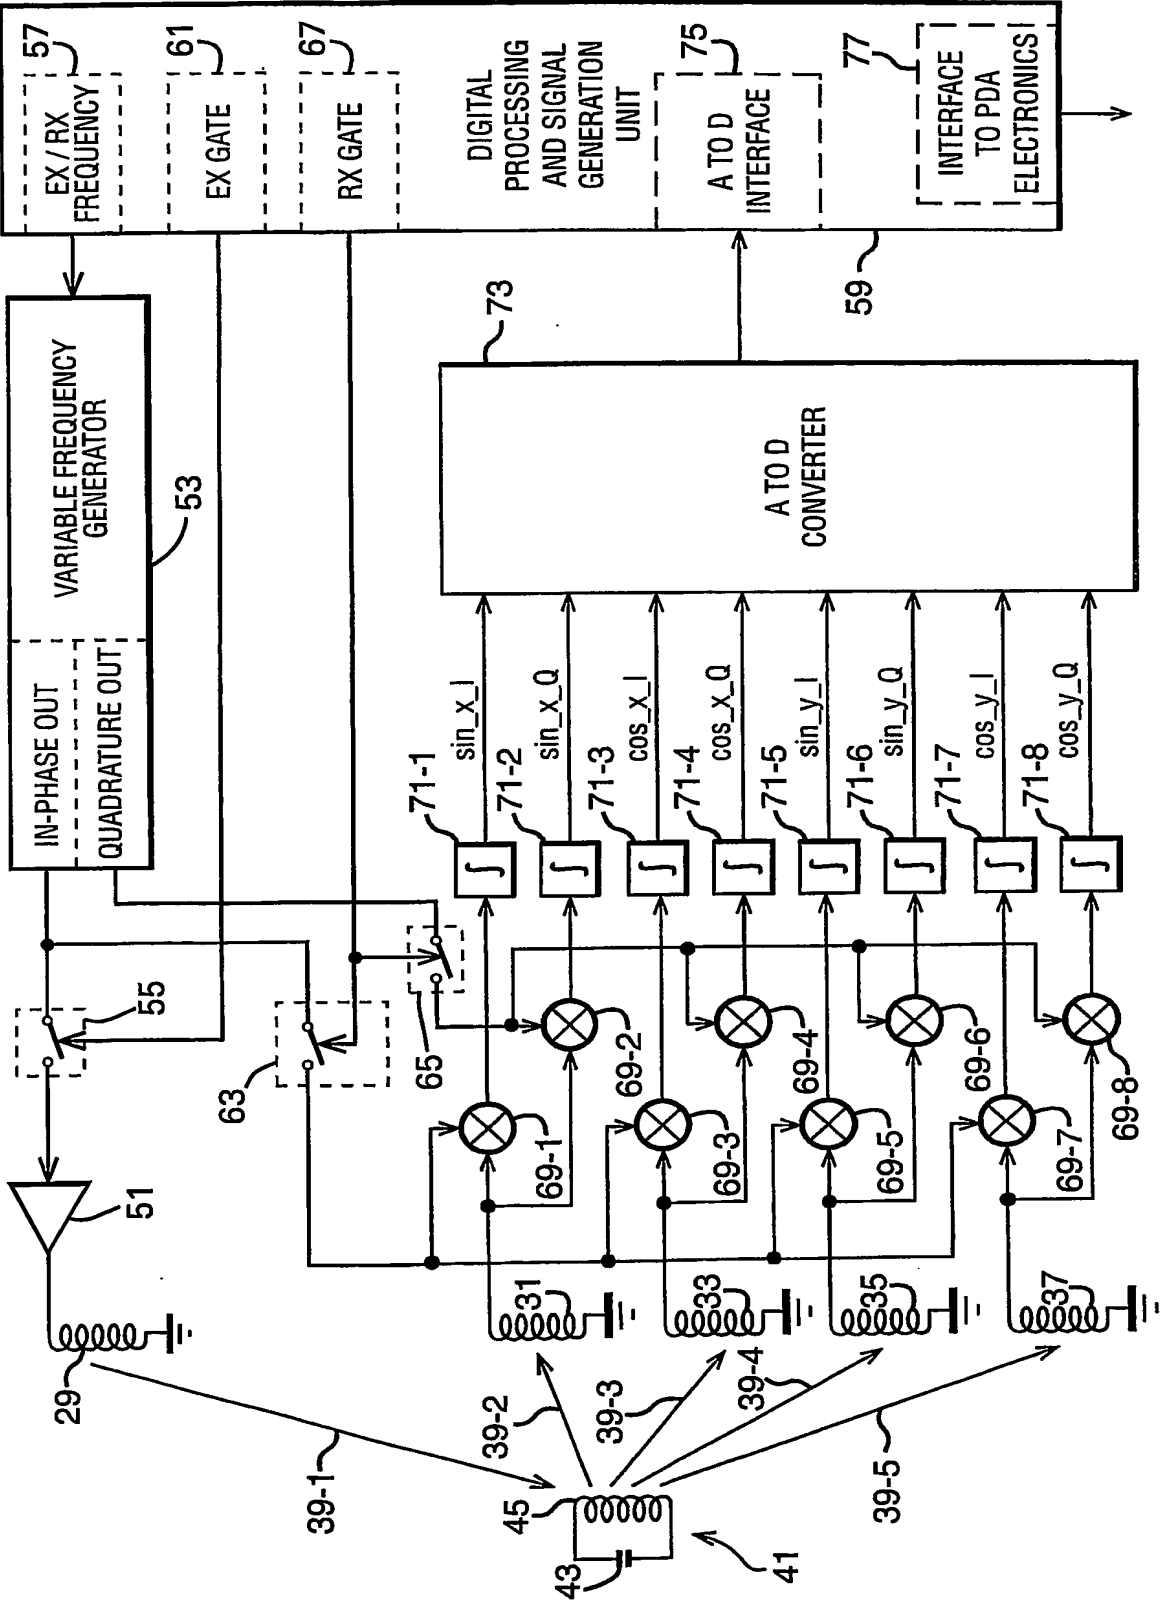 57
EX / RX
FREQUENCY
61
EX GATE
67
RX GATE
DIGITAL
PROCESSING
AND SIGNAL
GENERATION
UNIT
75
A TO D
INTERFACE
77
INTERFACE
TO PDA
ELECTRONICS
59
VARIABLE FREQUENCY
GENERATOR
53
IN-PHASE OUT
QUADRATURE OUT
73
A TO D
CONVERTER
sin_x_I
sin_x_Q
cos_x_I
cos_x_Q
sin_y_I
sin_y_Q
cos_y_I
cos_y_Q
71-1
71-2
71-3
71-4
71-5
71-6
71-7
71-8
∫
∫
∫
∫
∫
∫
∫
∫
55
63
65
69-2
69-4
69-6
69-8
69-1
69-3
69-5
69-7
51
29
31
33
35
37
39-1
39-2
39-3
39-4
39-5
45
43
41